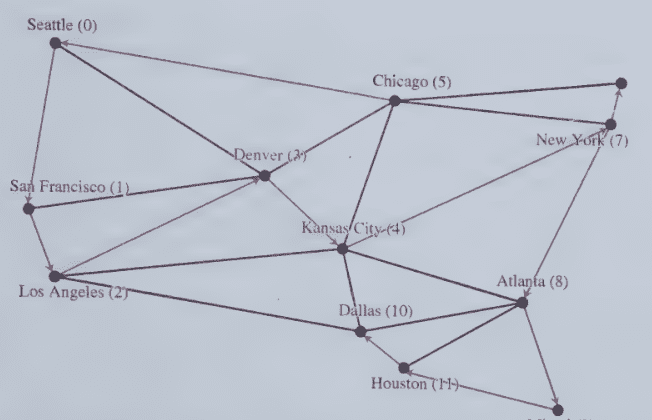 Seattle (0)
Chicago (5)
New York (7)
Denver (3)
San Francisco (1)
Kansas City (4)
Los Angeles (2)
Atlanta (8)
Dallas (10)
Houston (11)